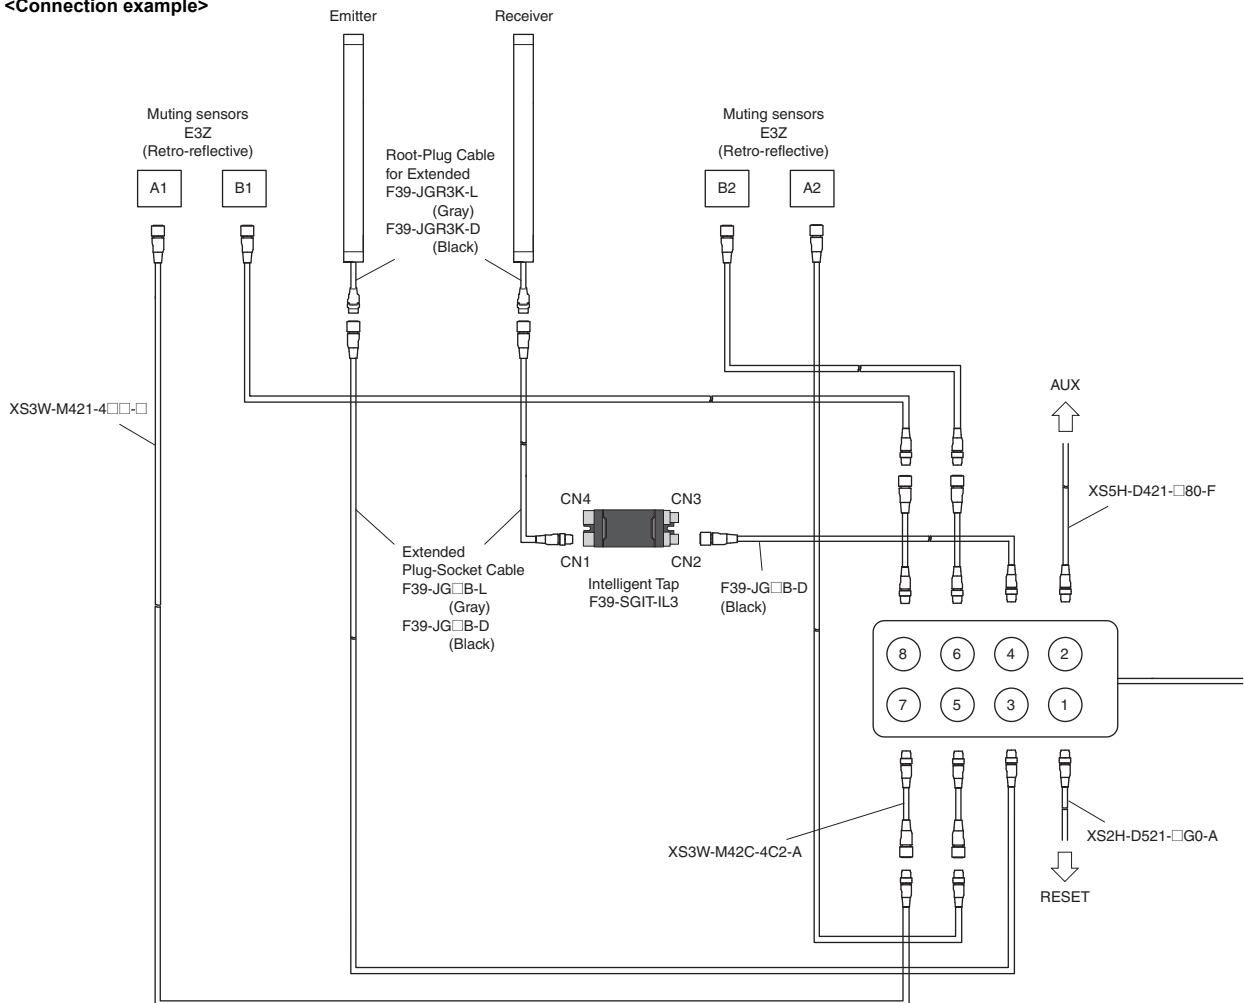 <Connection example>
Emitter
Receiver
Muting sensors
E3Z
(Retro-reflective)
A1
B1
Root-Plug Cable
for Extended
F39-JGR3K-L
(Gray)
F39-JGR3K-D
(Black)
Muting sensors
E3Z
(Retro-reflective)
B2
A2
XS3W-M421-4□□-□
AUX
XS5H-D421-□80-F
CN4
CN3
CN1
CN2
Intelligent Tap
F39-SGIT-IL3
Extended
Plug-Socket Cable
F39-JG□B-L
(Gray)
F39-JG□B-D
(Black)
F39-JG□B-D
(Black)
8 6 4 2
7 5 3 1
XS3W-M42C-4C2-A
XS2H-D521-□G0-A
RESET